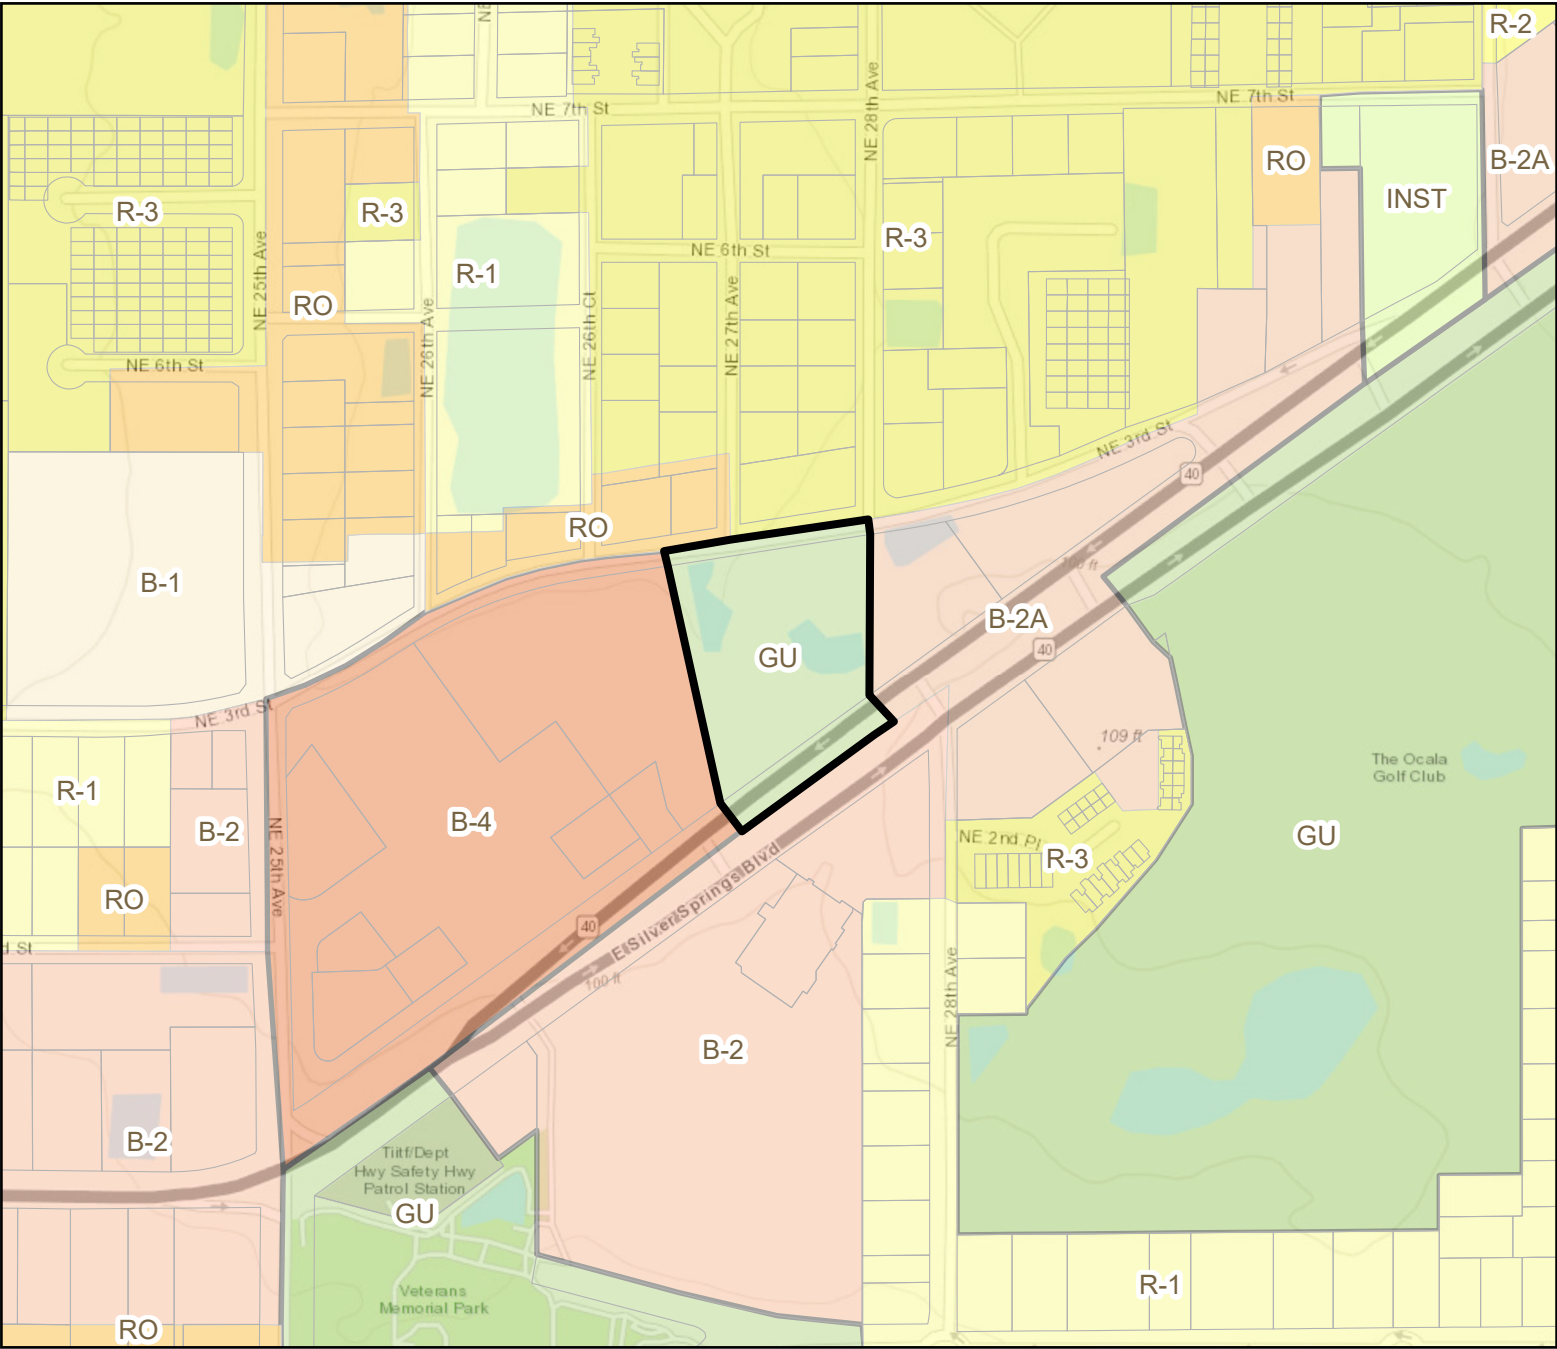 R-2
NE
NE 7th St
NE 7th St
NE 28th Ave
RO
B-2A
INST
R-3
R-3
R-3
NE 6th St
NE 25th Ave
R-1
RO
NE 26th Ave
NE 26th Ct
NE 27th Ave
NE 6th St
NE 3rd St
40
RO
B-1
100 ft
B-2A
40
GU
NE 3rd St
109 ft
The Ocala
Golf Club
R-1
B-2
B-4
NE 25th Ave
GU
NE 2nd Pl
R-3
RO
40
E Silver Springs Blvd
d St
100 ft
NE 28th Ave
B-2
B-2
Tiitf/Dept
Hwy Safety Hwy
Patrol Station
GU
Veterans
Memorial Park
R-1
RO